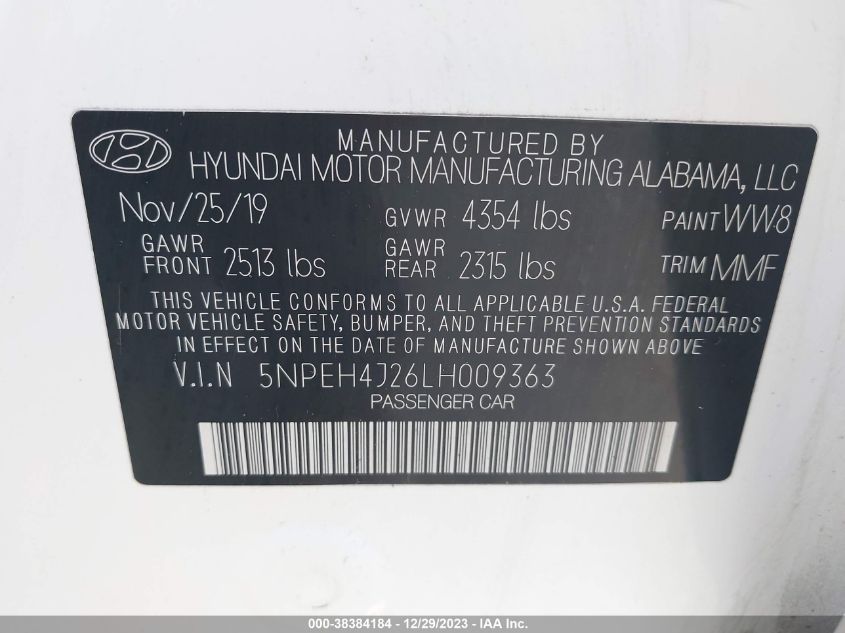 MANUFACTURED BY
HYUNDAI MOTOR MANUFACTURING ALABAMA, LLC
Nov/25/19 GVWR 4354 lbs PAINT WW8
GAWR FRONT 2513 lbs GAWR REAR 2315 lbs TRIM MMF
THIS VEHICLE CONFORMS TO ALL APPLICABLE U.S.A. FEDERAL
MOTOR VEHICLE SAFETY, BUMPER, AND THEFT PREVENTION STANDARDS
IN EFFECT ON THE DATE OF MANUFACTURE SHOWN ABOVE
V.I.N 5NPEH4J26LH009363
PASSENGER CAR
000-38384184 - 12/29/2023 - IAA Inc.